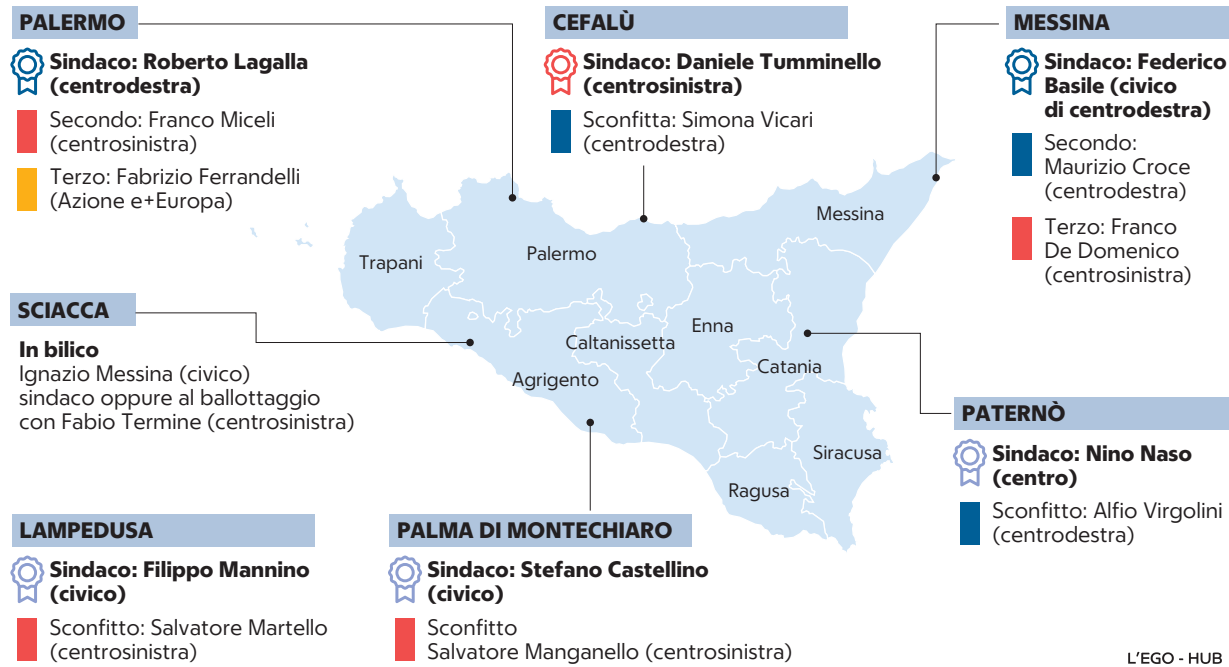 PALERMO
Sindaco: Roberto Lagalla
(centrodestra)
Secondo: Franco Miceli
(centrosinistra)
Terzo: Fabrizio Ferrandelli
(Azione e+Europa)
CEFALÙ
Sindaco: Daniele Tumminello
(centrosinistra)
Sconfitta: Simona Vicari
(centrodestra)
MESSINA
Sindaco: Federico
Basile (civico
di centrodestra)
Secondo:
Maurizio Croce
(centrodestra)
Terzo: Franco
De Domenico
(centrosinistra)
Messina
Palermo
Trapani
Enna
Caltanissetta
Catania
Agrigento
Siracusa
Ragusa
SCIACCA
In bilico
Ignazio Messina (civico)
sindaco oppure al ballottaggio
con Fabio Termine (centrosinistra)
PATERNÒ
Sindaco: Nino Naso
(centro)
Sconfitto: Alfio Virgolini
(centrodestra)
LAMPEDUSA
Sindaco: Filippo Mannino
(civico)
Sconfitto: Salvatore Martello
(centrosinistra)
PALMA DI MONTECHIARO
Sindaco: Stefano Castellino
(civico)
Sconfitto
Salvatore Manganello (centrosinistra)
L'EGO - HUB